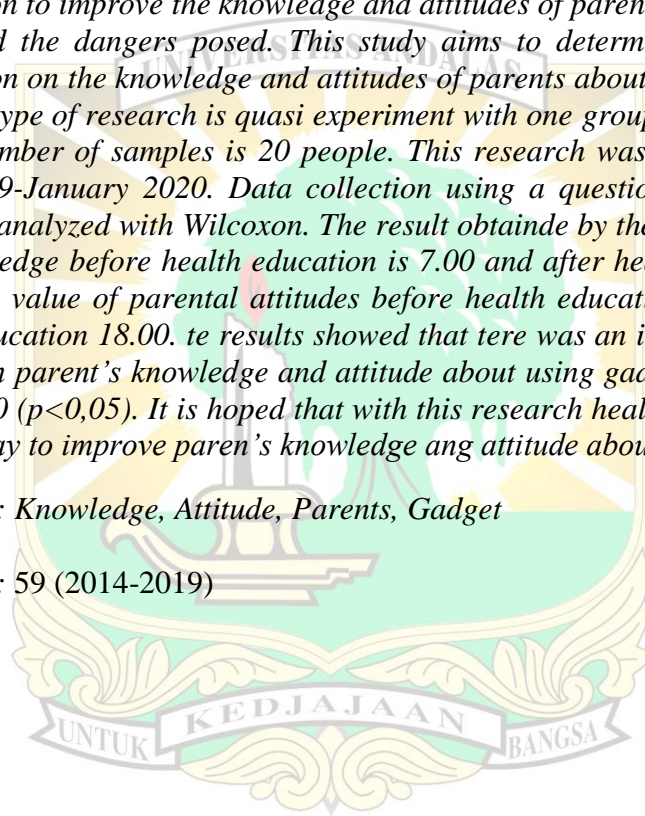 on to improve the knowledge and attitudes of paren
d the dangers posed. This study aims to determ
on on the knowledge and attitudes of parents about
ype of research is quasi experiment with one group
mber of samples is 20 people. This research was
9-January 2020. Data collection using a questio
analyzed with Wilcoxon. The result obtainde by the
edge before health education is 7.00 and after he
value of parental attitudes before health educati
ucation 18.00. te results showed that tere was an i
n parent’s knowledge and attitude about using gad
0 (p<0,05). It is hoped that with this research heal
ay to improve paren’s knowledge ang attitude abou
: Knowledge, Attitude, Parents, Gadget
: 59 (2014-2019)
UNIVERSITAS ANDALAS
UNTUK KEDJAJAAN BANGSA